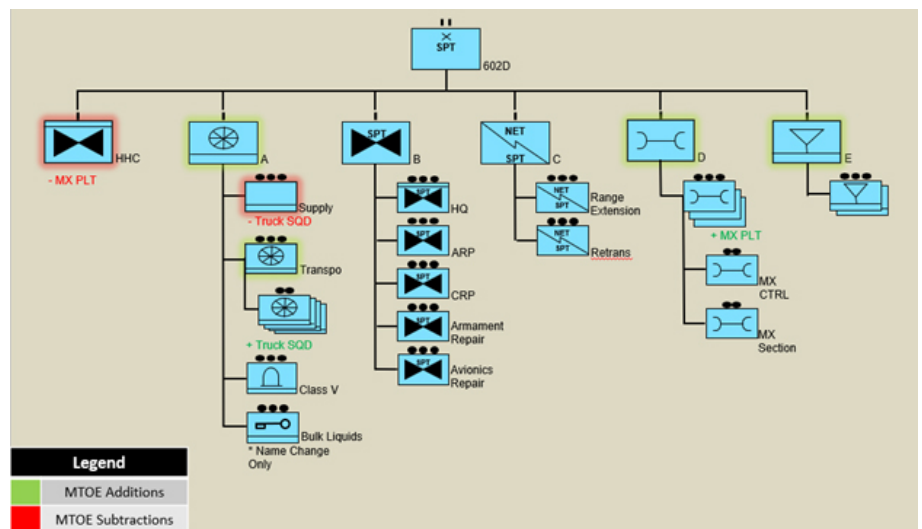 SPT
602D
HHC
- MX PLT
A
SPT
B
NET
SPT
C
D
E
Supply
- Truck SQD
Transpo
+ Truck SQD
Class V
Bulk Liquids
* Name Change
Only
SPT
HQ
SPT
ARP
SPT
CRP
SPT
Armament
Repair
SPT
Avionics
Repair
NET
SPT
Range
Extension
NET
SPT
Retrans
+ MX PLT
MX
CTRL
MX
Section
Legend
MTOE Additions
MTOE Subtractions